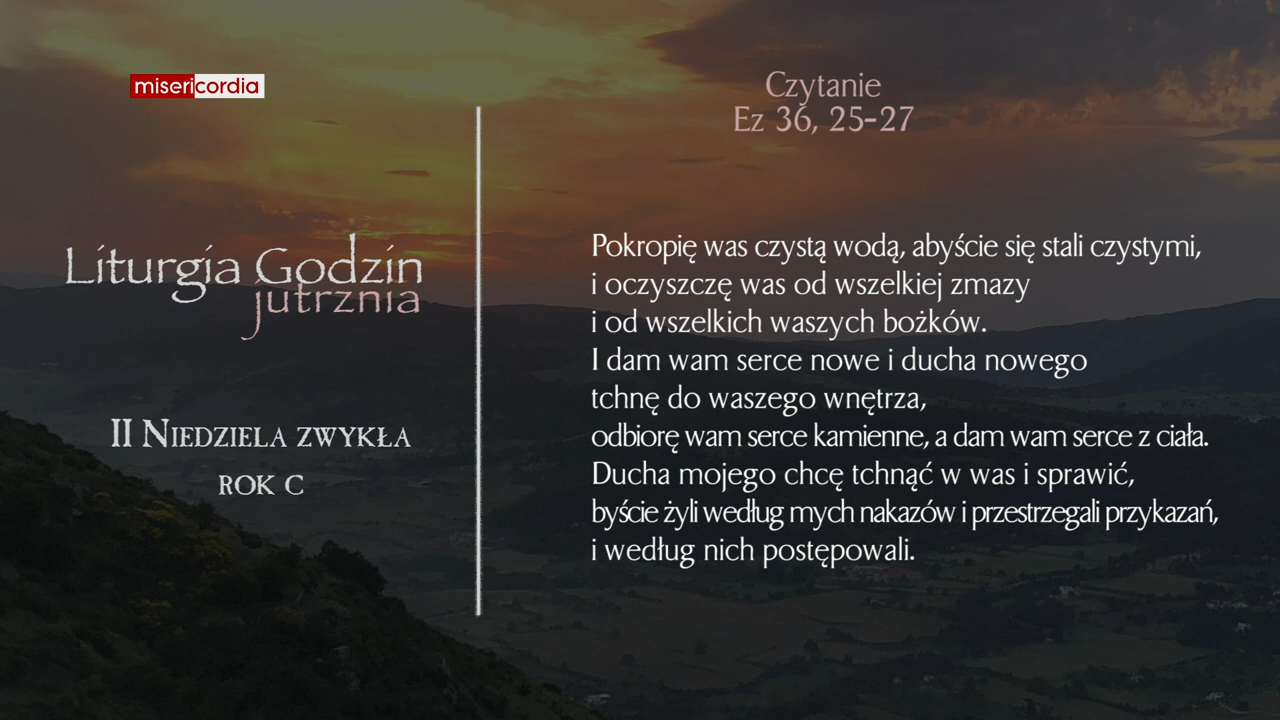 misericordia
Liturgia Godzin
jutrznia
II Niedziela zwykła
rok C
Czytanie
Ez 36, 25-27
Pokropię was czystą wodą, abyście się stali czystymi,
i oczyszczę was od wszelkiej zmazy
i od wszelkich waszych bożków.
I dam wam serce nowe i ducha nowego
tchnę do waszego wnętrza,
odbiorę wam serce kamienne, a dam wam serce z ciała.
Ducha mojego chcę tchnąć w was i sprawić,
byście żyli według mych nakazów i przestrzegali przykazań,
i według nich postępowali.